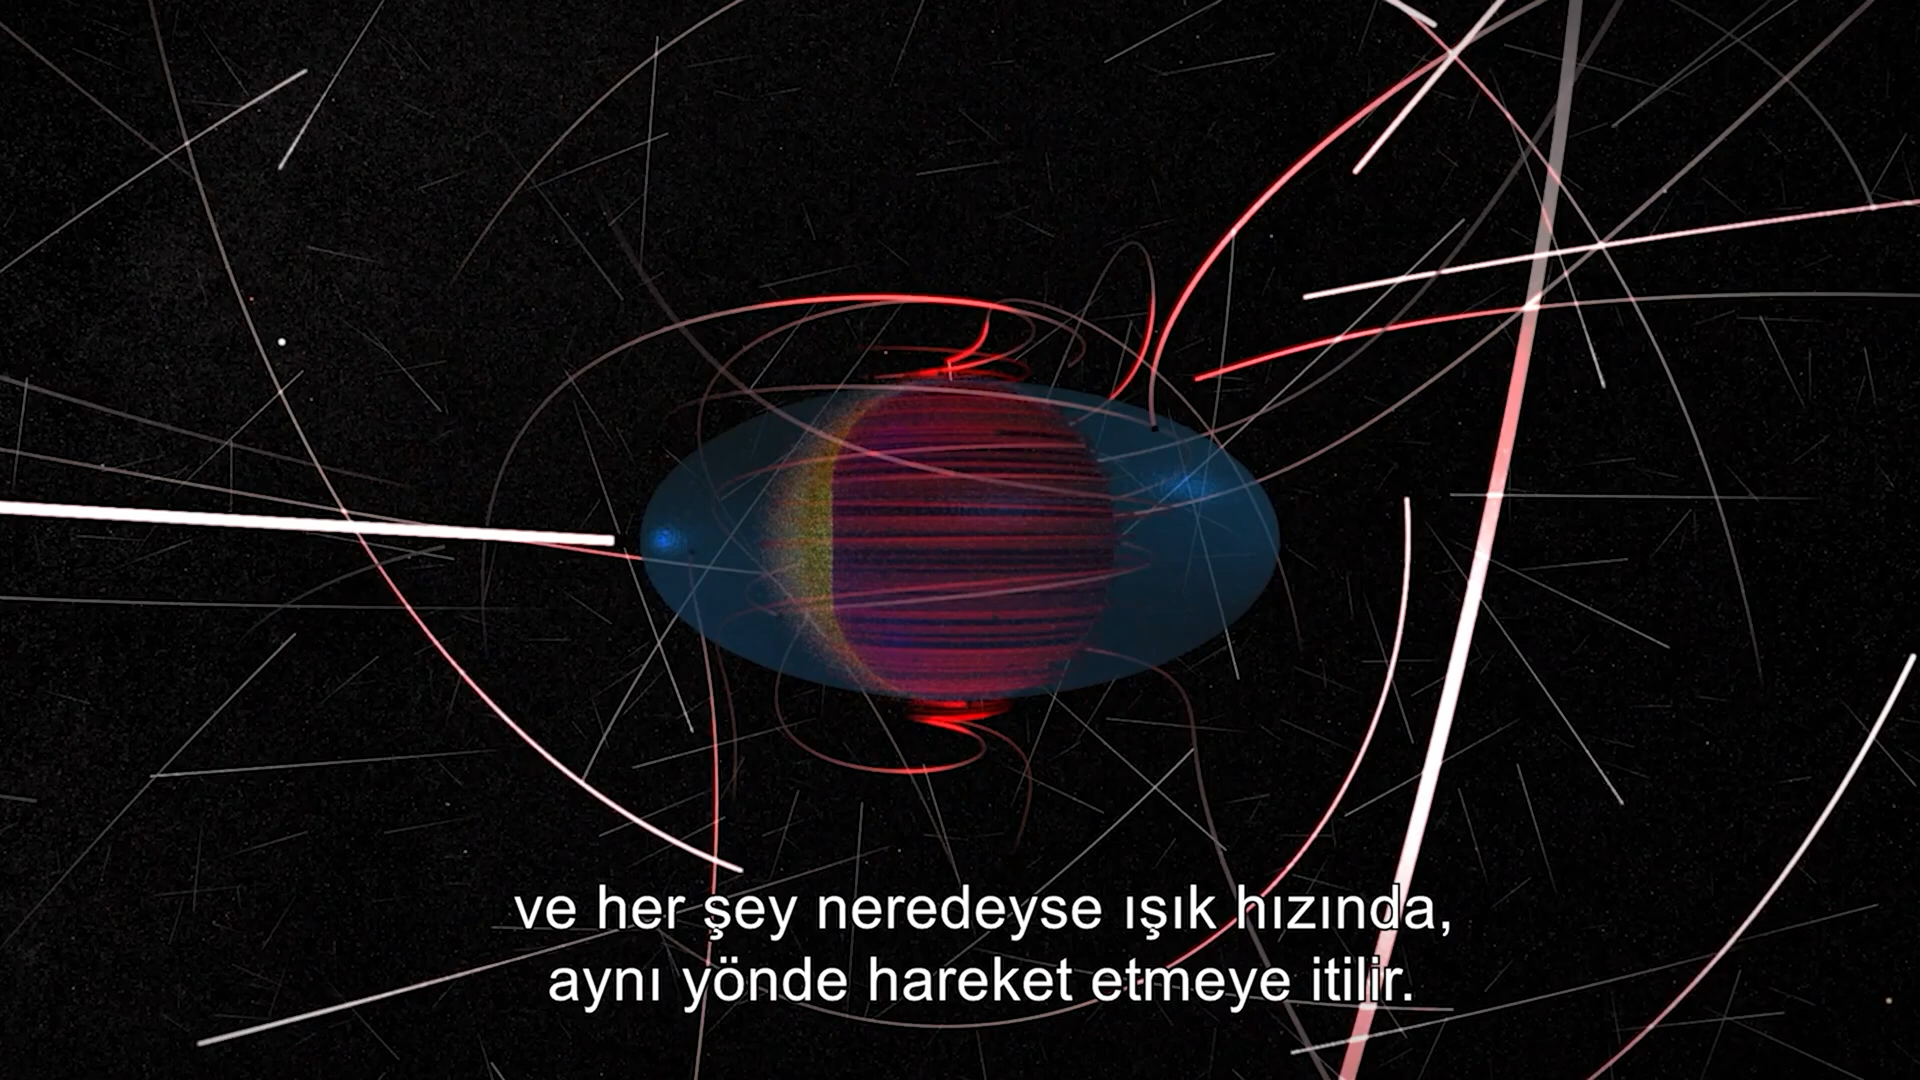 ve her şey neredeyse ışık hızında,
aynı yönde hareket etmeye itilir.